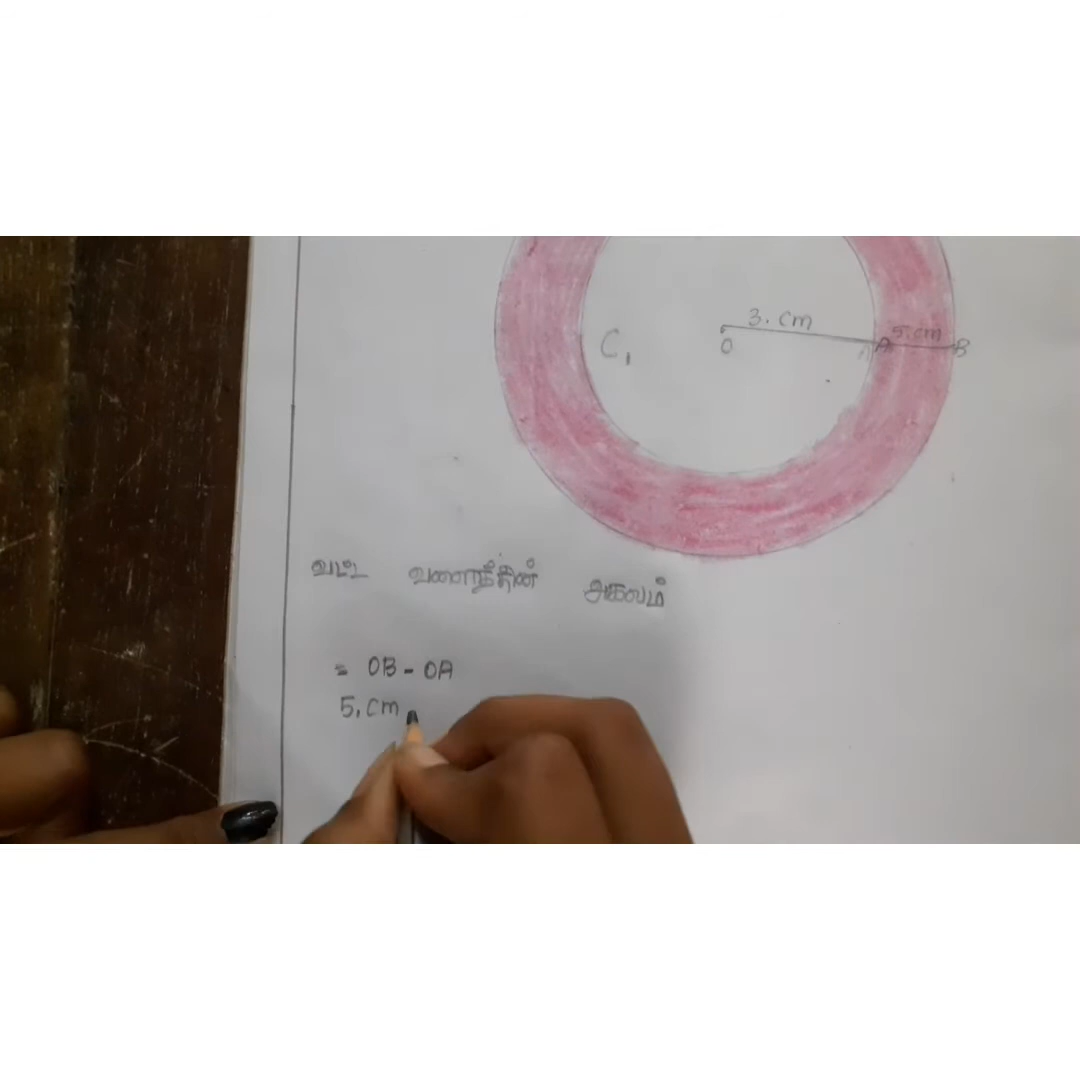 3. cm
5. cm
C₁ O A B
வட்ட வளையத்தின் அகலம்
= OB - OA
5. cm